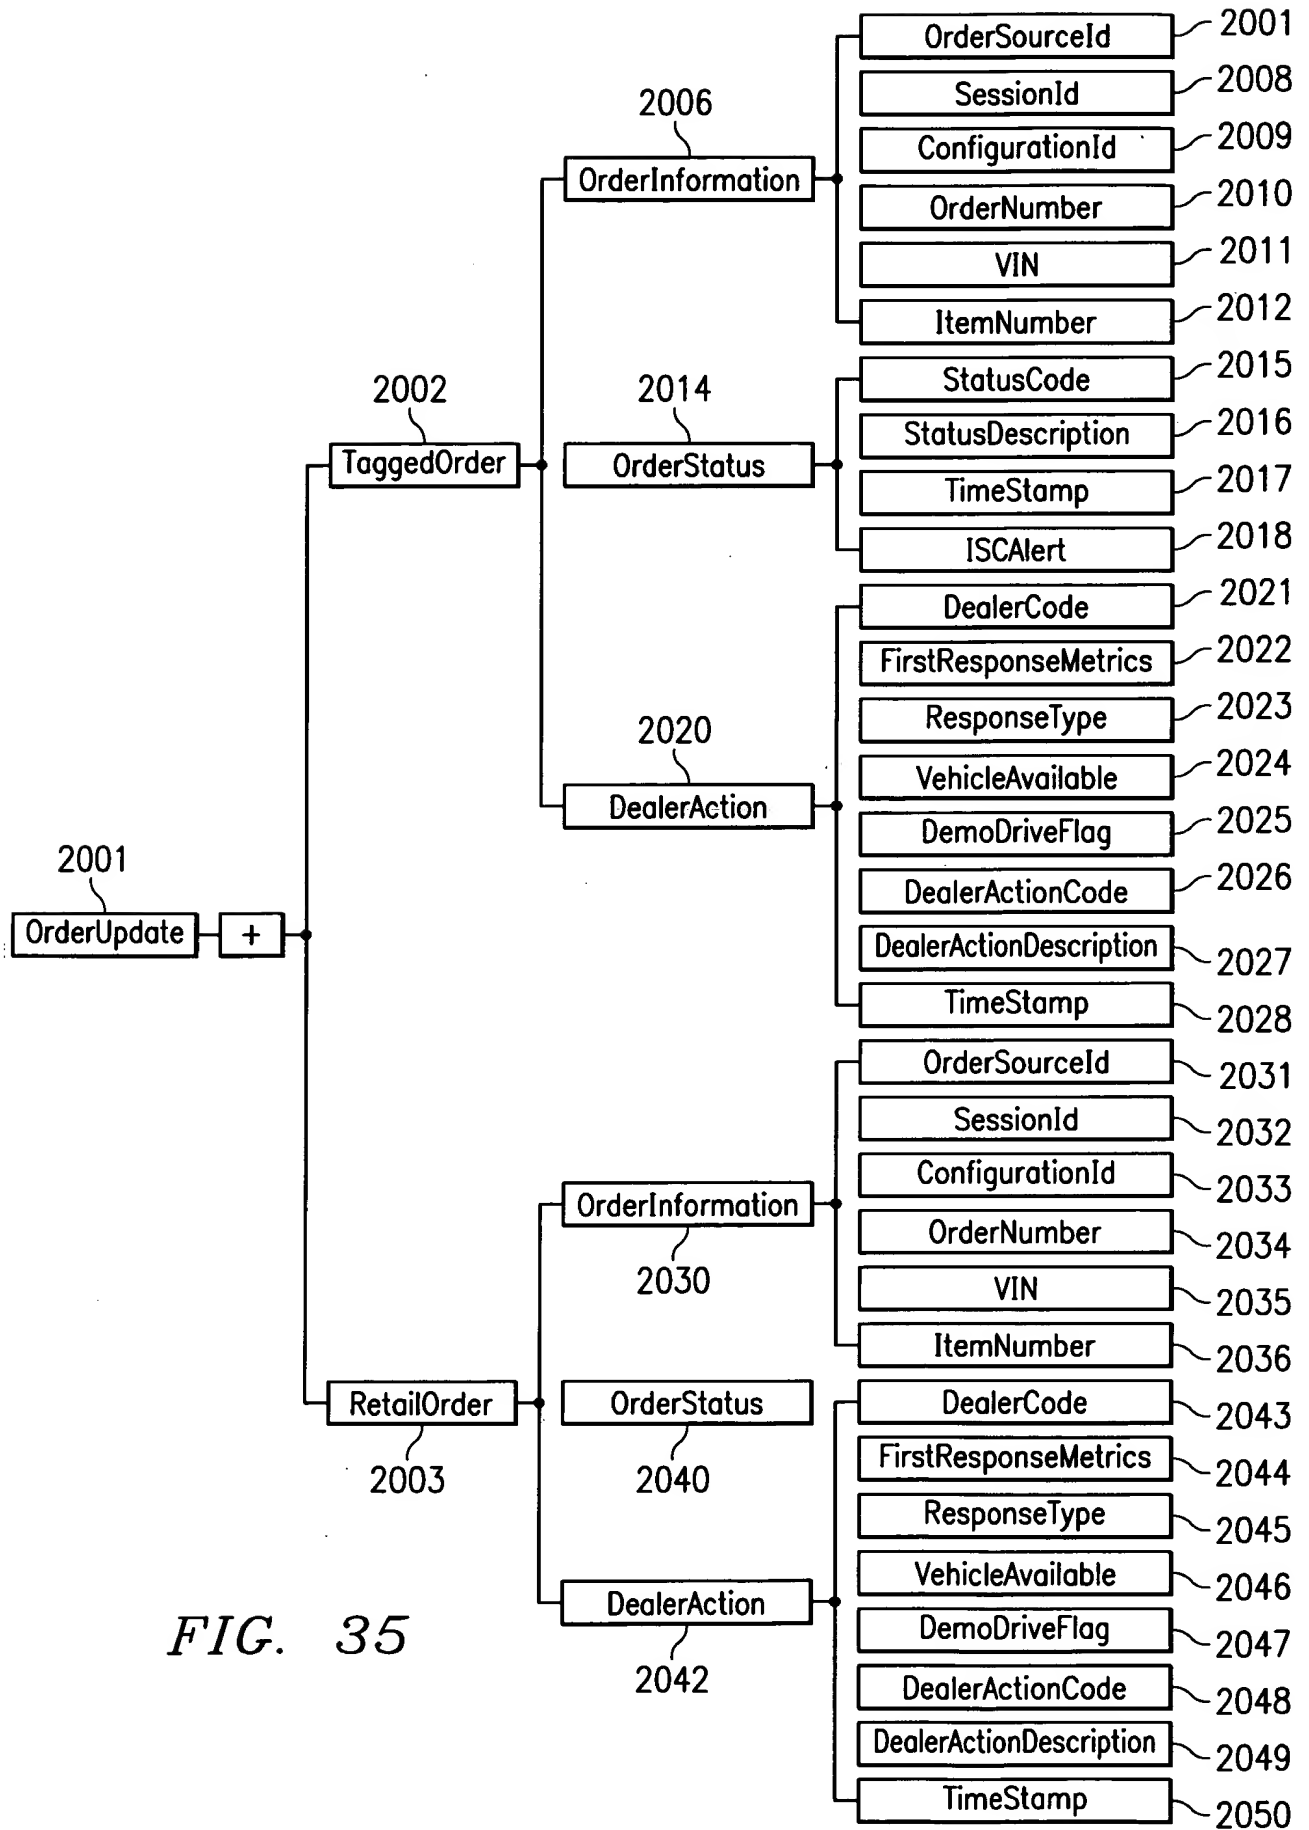 OrderSourceId 2001
SessionId 2008
2006
ConfigurationId 2009
OrderInformation
OrderNumber 2010
VIN 2011
ItemNumber 2012
2002
2014
StatusCode 2015
StatusDescription 2016
TaggedOrder
OrderStatus
TimeStamp 2017
ISCAlert 2018
DealerCode 2021
FirstResponseMetrics 2022
2020
ResponseType 2023
VehicleAvailable 2024
DealerAction
DemoDriveFlag 2025
2001
DealerActionCode 2026
OrderUpdate +
DealerActionDescription 2027
TimeStamp 2028
OrderSourceId 2031
SessionId 2032
ConfigurationId 2033
OrderInformation
OrderNumber 2034
2030
VIN 2035
ItemNumber 2036
RetailOrder
OrderStatus
DealerCode 2043
2003
2040
FirstResponseMetrics 2044
ResponseType 2045
VehicleAvailable 2046
DealerAction
DemoDriveFlag 2047
FIG. 35
2042
DealerActionCode 2048
DealerActionDescription 2049
TimeStamp 2050